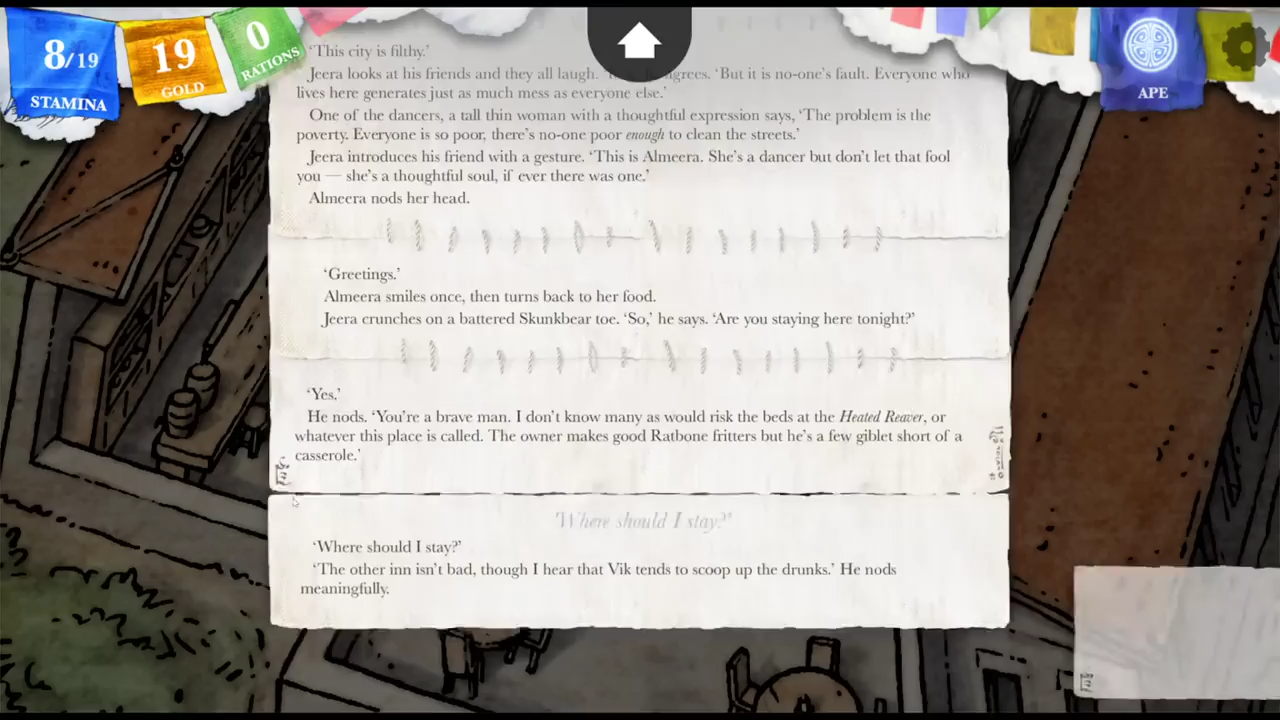 8/19
STAMINA
19
GOLD
0
RATIONS
APE
‘This city is filthy.’
Jeera looks at his friends and they all laugh. agrees. ‘But it is no-one’s fault. Everyone who
lives here generates just as much mess as everyone else.’
One of the dancers, a tall thin woman with a thoughtful expression says, ‘The problem is the
poverty. Everyone is so poor, there’s no-one poor enough to clean the streets.’
Jeera introduces his friend with a gesture. ‘This is Almeera. She’s a dancer but don’t let that fool
you — she’s a thoughtful soul, if ever there was one.’
Almeera nods her head.
‘Greetings.’
Almeera smiles once, then turns back to her food.
Jeera crunches on a battered Skunkbear toe. ‘So,’ he says. ‘Are you staying here tonight?’
‘Yes.’
He nods. ‘You’re a brave man. I don’t know many as would risk the beds at the Heated Reaver, or
whatever this place is called. The owner makes good Ratbone fritters but he’s a few giblet short of a
casserole.’
‘Where should I stay?’
‘Where should I stay?’
‘The other inn isn’t bad, though I hear that Vik tends to scoop up the drunks.’ He nods
meaningfully.